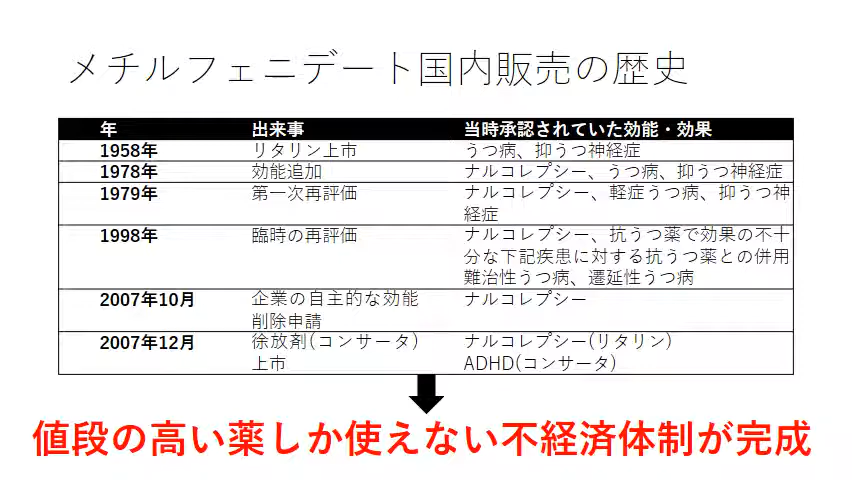 メチルフェニデート国内販売の歴史
年 出来事 当時承認されていた効能・効果
1958年 リタリン上市 うつ病、抑うつ神経症
1978年 効能追加 ナルコレプシー、うつ病、抑うつ神経症
1979年 第一次再評価 ナルコレプシー、軽症うつ病、抑うつ神
経症
1998年 臨時の再評価 ナルコレプシー、抗うつ薬で効果の不十
分な下記疾患に対する抗うつ薬との併用
難治性うつ病、遷延性うつ病
2007年10月 企業の自主的な効能 ナルコレプシー
削除申請
2007年12月 徐放剤(コンサータ) ナルコレプシー(リタリン)
上市 ADHD(コンサータ)
値段の高い薬しか使えない不経済体制が完成